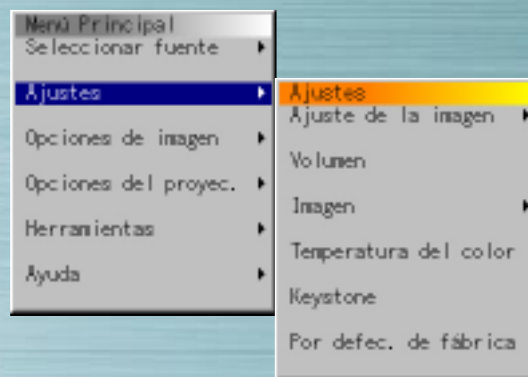 Menú Principal
Seleccionar fuente
Ajustes
Opciones de imagen
Opciones del proyec.
Herramientas
Ayuda
Ajustes
Ajuste de la imagen
Volumen
Imagen
Temperatura del color
Keystone
Por defec. de fábrica